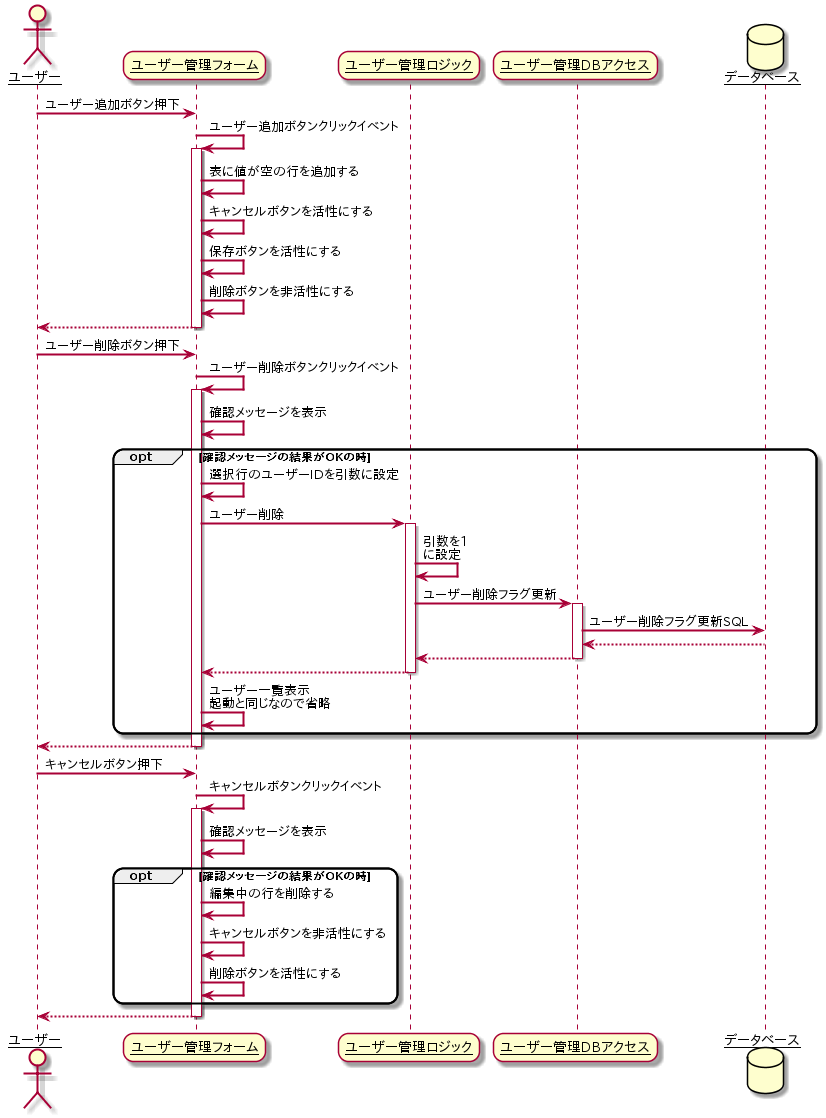 ユーザー
ユーザー管理フォーム
ユーザー管理ロジック
ユーザー管理DBアクセス
データベース
ユーザー追加ボタン押下
ユーザー追加ボタンクリックイベント
表に値が空の行を追加する
キャンセルボタンを活性にする
保存ボタンを活性にする
削除ボタンを非活性にする
ユーザー削除ボタン押下
ユーザー削除ボタンクリックイベント
確認メッセージを表示
opt
[確認メッセージの結果がOKの時]
選択行のユーザーIDを引数に設定
ユーザー削除
引数を1
に設定
ユーザー削除フラグ更新
ユーザー削除フラグ更新SQL
ユーザー一覧表示
起動と同じなので省略
キャンセルボタン押下
キャンセルボタンクリックイベント
確認メッセージを表示
opt
[確認メッセージの結果がOKの時]
編集中の行を削除する
キャンセルボタンを非活性にする
削除ボタンを活性にする
ユーザー
ユーザー管理フォーム
ユーザー管理ロジック
ユーザー管理DBアクセス
データベース